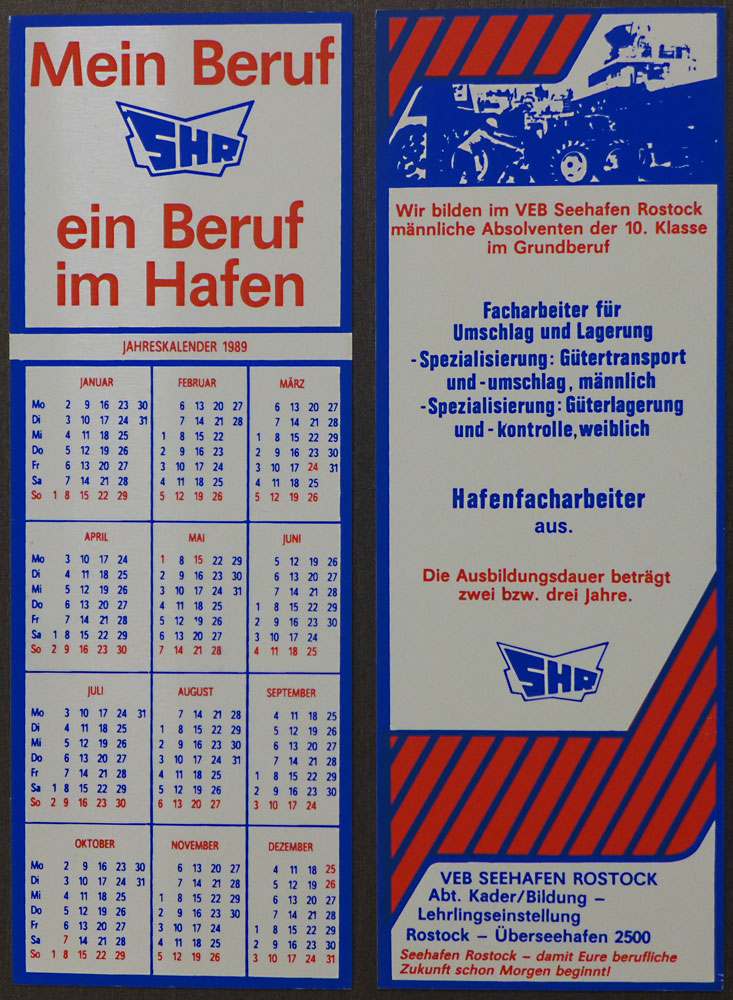 Mein Beruf
SHR
ein Beruf
im Hafen
JAHRESKALENDER 1989
JANUAR
Mo 2 9 16 23 30
Di 3 10 17 24 31
Mi 4 11 18 25
Do 5 12 19 26
Fr 6 13 20 27
Sa 7 14 21 28
So 1 8 15 22 29
FEBRUAR
6 13 20 27
7 14 21 28
1 8 15 22
2 9 16 23
3 10 17 24
4 11 18 25
5 12 19 26
MÄRZ
6 13 20 27
7 14 21 28
1 8 15 22 29
2 9 16 23 30
3 10 17 24 31
4 11 18 25
5 12 19 26
APRIL
Mo 3 10 17 24
Di 4 11 18 25
Mi 5 12 19 26
Do 6 13 20 27
Fr 7 14 21 28
Sa 1 8 15 22 29
So 2 9 16 23 30
MAI
1 8 15 22 29
2 9 16 23 30
3 10 17 24 31
4 11 18 25
5 12 19 26
6 13 20 27
7 14 21 28
JUNI
5 12 19 26
6 13 20 27
7 14 21 28
1 8 15 22 29
2 9 16 23 30
3 10 17 24
4 11 18 25
JULI
Mo 3 10 17 24 31
Di 4 11 18 25
Mi 5 12 19 26
Do 6 13 20 27
Fr 7 14 21 28
Sa 1 8 15 22 29
So 2 9 16 23 30
AUGUST
7 14 21 28
1 8 15 22 29
2 9 16 23 30
3 10 17 24 31
4 11 18 25
5 12 19 26
6 13 20 27
SEPTEMBER
4 11 18 25
5 12 19 26
6 13 20 27
7 14 21 28
1 8 15 22 29
2 9 16 23 30
3 10 17 24
OKTOBER
Mo 2 9 16 23 30
Di 3 10 17 24 31
Mi 4 11 18 25
Do 5 12 19 26
Fr 6 13 20 27
Sa 7 14 21 28
So 1 8 15 22 29
NOVEMBER
6 13 20 27
7 14 21 28
1 8 15 22 29
2 9 16 23 30
3 10 17 24
4 11 18 25
5 12 19 26
DEZEMBER
4 11 18 25
5 12 19 26
6 13 20 27
7 14 21 28
1 8 15 22 29
2 9 16 23 30
3 10 17 24 31
Wir bilden im VEB Seehafen Rostock
männliche Absolventen der 10. Klasse
im Grundberuf
Facharbeiter für
Umschlag und Lagerung
-Spezialisierung: Gütertransport
und-umschlag, männlich
-Spezialisierung: Güterlagerung
und-kontrolle, weiblich
Hafenfacharbeiter
aus.
Die Ausbildungsdauer beträgt
zwei bzw. drei Jahre.
SHR
VEB SEEHAFEN ROSTOCK
Abt. Kader/Bildung –
Lehrlingseinstellung
Rostock – Überseehafen 2500
Seehafen Rostock – damit Eure berufliche
Zukunft schon Morgen beginnt!